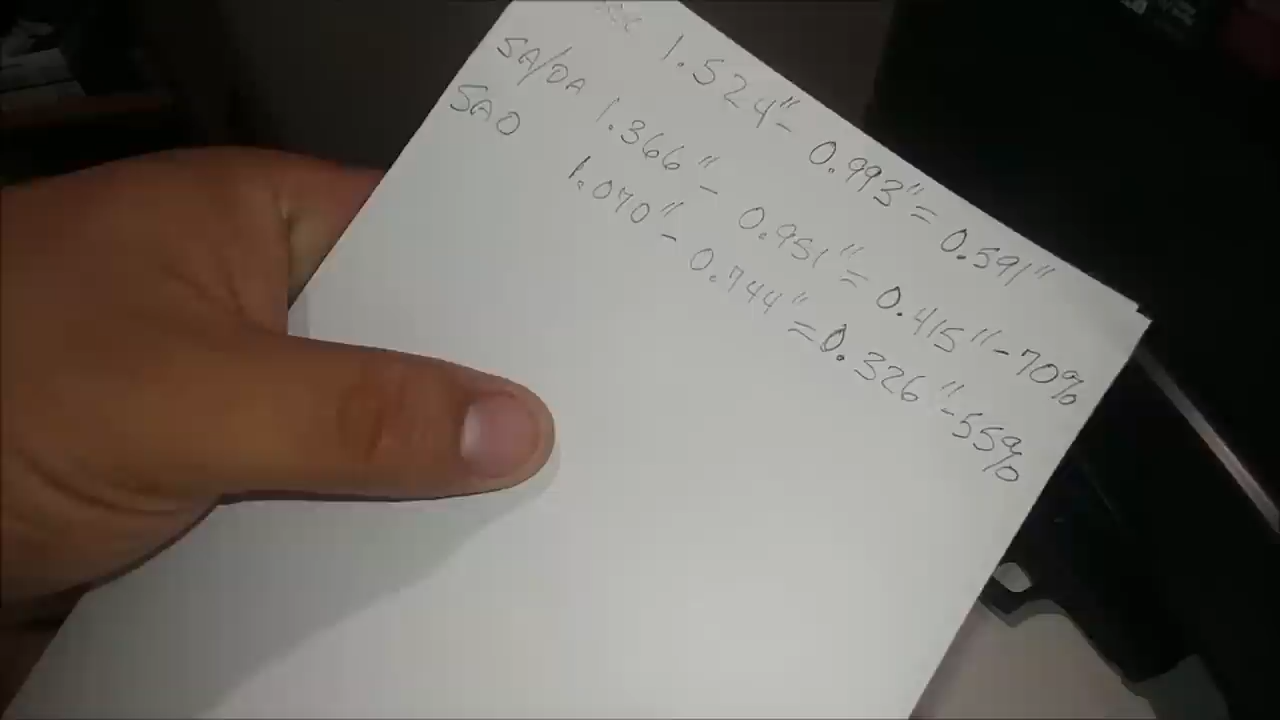 1.524" - 0.993" = 0.591"
SA/DA 1.366" - 0.951" = 0.415" - 70%
SAO 1.070" - 0.744" = 0.326" - 55%